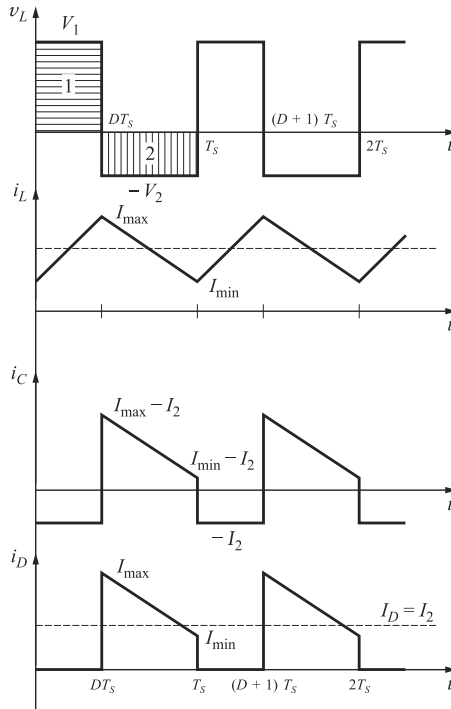 v_L
V_1
1
DT_S
(D + 1) T_S
2
T_S
2T_S
t
− V_2
i_L
I_max
I_min
t
i_C
I_max − I_2
I_min − I_2
t
− I_2
i_D
I_max
I_D = I_2
I_min
t
DT_S
T_S
(D + 1) T_S
2T_S